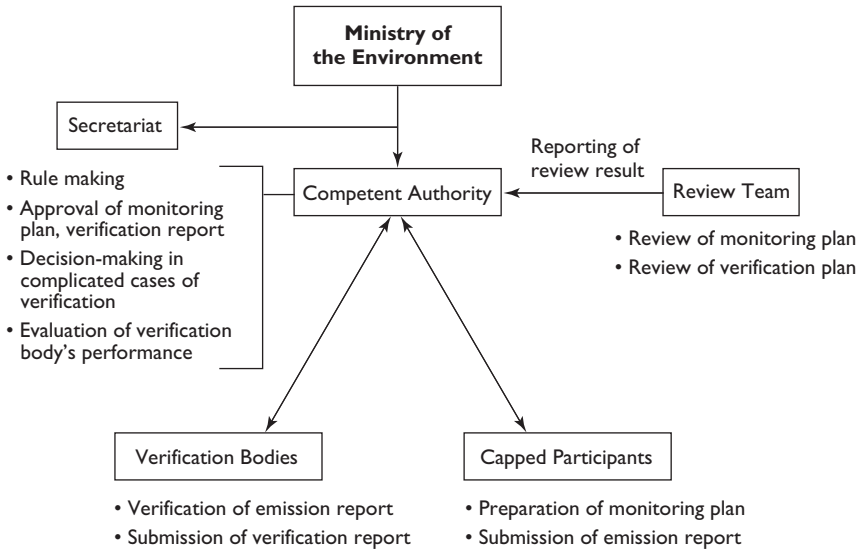 Ministry of
the Environment
Secretariat
• Rule making
• Approval of monitoring
plan, verification report
• Decision-making in
complicated cases of
verification
• Evaluation of verification
body’s performance
Competent Authority
Reporting of
review result
Review Team
• Review of monitoring plan
• Review of verification plan
Verification Bodies
• Verification of emission report
• Submission of verification report
Capped Participants
• Preparation of monitoring plan
• Submission of emission report